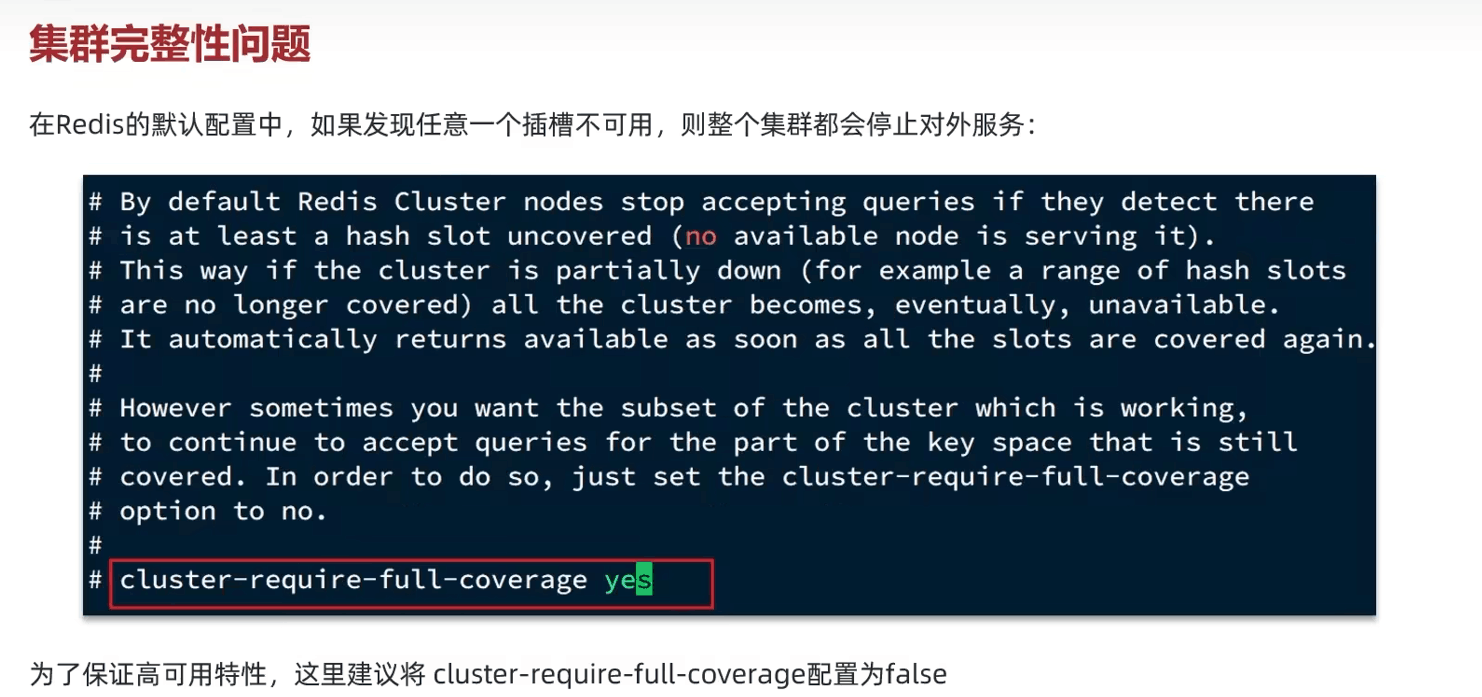 集群完整性问题
在Redis的默认配置中，如果发现任意一个插槽不可用，则整个集群都会停止对外服务：
# By default Redis Cluster nodes stop accepting queries if they detect there
# is at least a hash slot uncovered (no available node is serving it).
# This way if the cluster is partially down (for example a range of hash slots
# are no longer covered) all the cluster becomes, eventually, unavailable.
# It automatically returns available as soon as all the slots are covered again.
#
# However sometimes you want the subset of the cluster which is working,
# to continue to accept queries for the part of the key space that is still
# covered. In order to do so, just set the cluster-require-full-coverage
# option to no.
#
# cluster-require-full-coverage yes
为了保证高可用特性，这里建议将 cluster-require-full-coverage配置为false